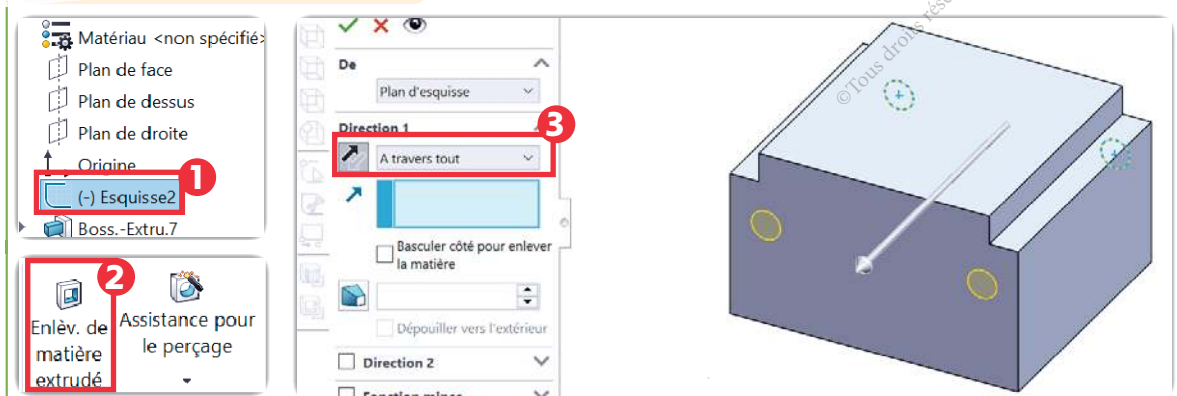 Matériau <non spécifié>
Plan de face
Plan de dessus
Plan de droite
Origine
1
(-) Esquisse2
Boss.-Extru.7
2
Enlèv. de
matière
extrudé
Assistance pour
le perçage
De
Plan d'esquisse
Direction 1
3
A travers tout
Basculer côté pour enlever
la matière
Dépouiller vers l'extérieur
Direction 2
Fonction mince
©Tous droits